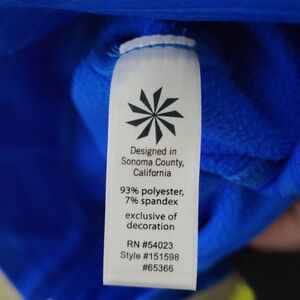 Designed in
Sonoma County,
California
93% polyester,
7% spandex
exclusive of
decoration
RN #54023
Style #151598
#65366